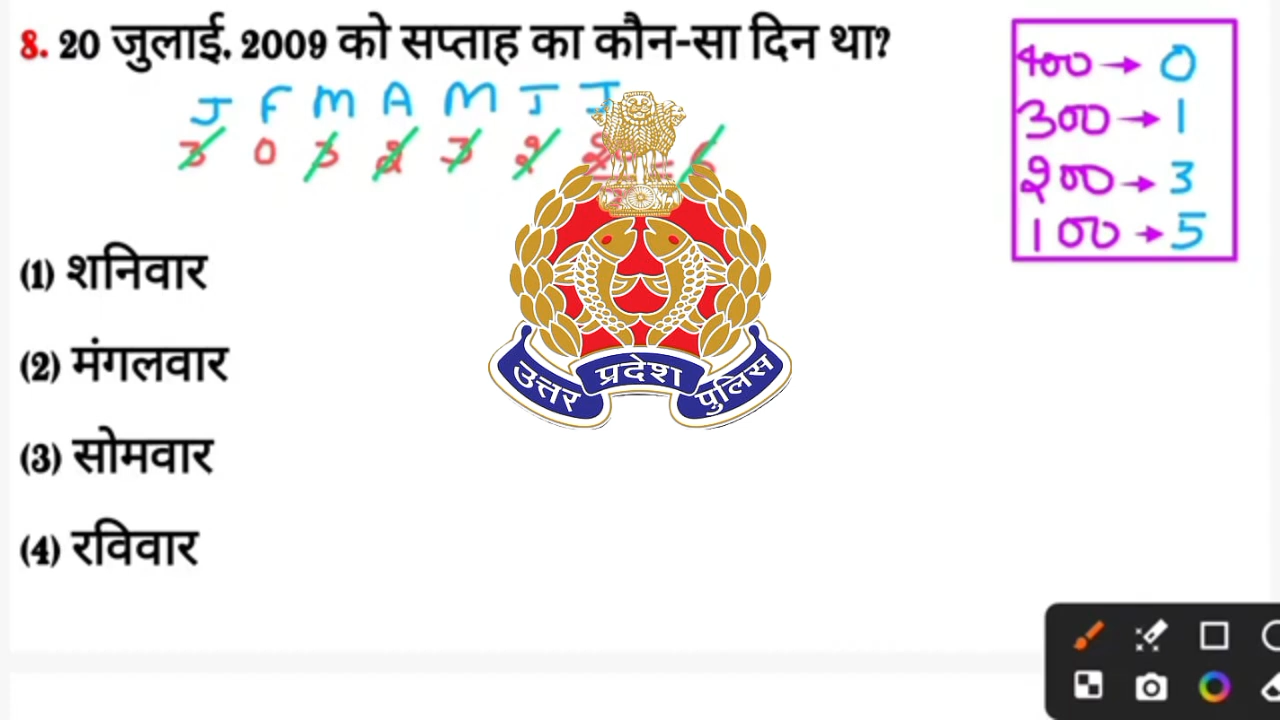 8. 20 जुलाई. 2009 को सप्ताह का कौन-सा दिन था?
J F M A M J J
3 0 3 2 3 2 = 6
400 → 0
300 → 1
200 → 3
100 → 5
(1) शनिवार
(2) मंगलवार
(3) सोमवार
(4) रविवार
उत्तर प्रदेश पुलिस